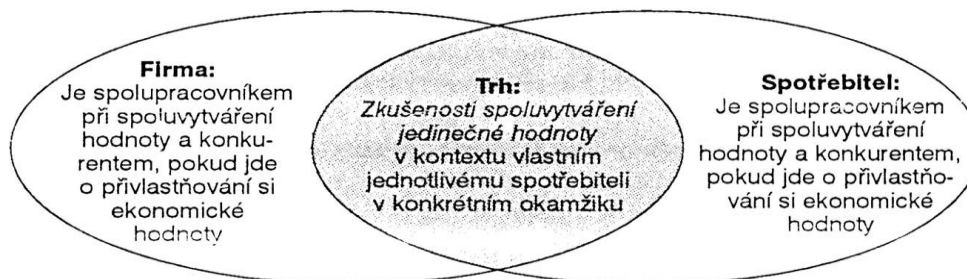 Firma:
Je spolupracovníkem
při spoluvytváření
hodnoty a konku-
rentem, pokud jde
o přivlastňování si
ekonomické
hodnoty
Trh:
Zkušenosti spoluvytváření
jedinečné hodnoty
v kontextu vlastním
jednotlivému spotřebiteli
v konkrétním okamžiku
Spotřebitel:
Je spolupracovníkem
při spoluvytváření
hodnoty a konkurentem,
pokud jde o přivlastňo-
vání si ekonomické
hodnoty